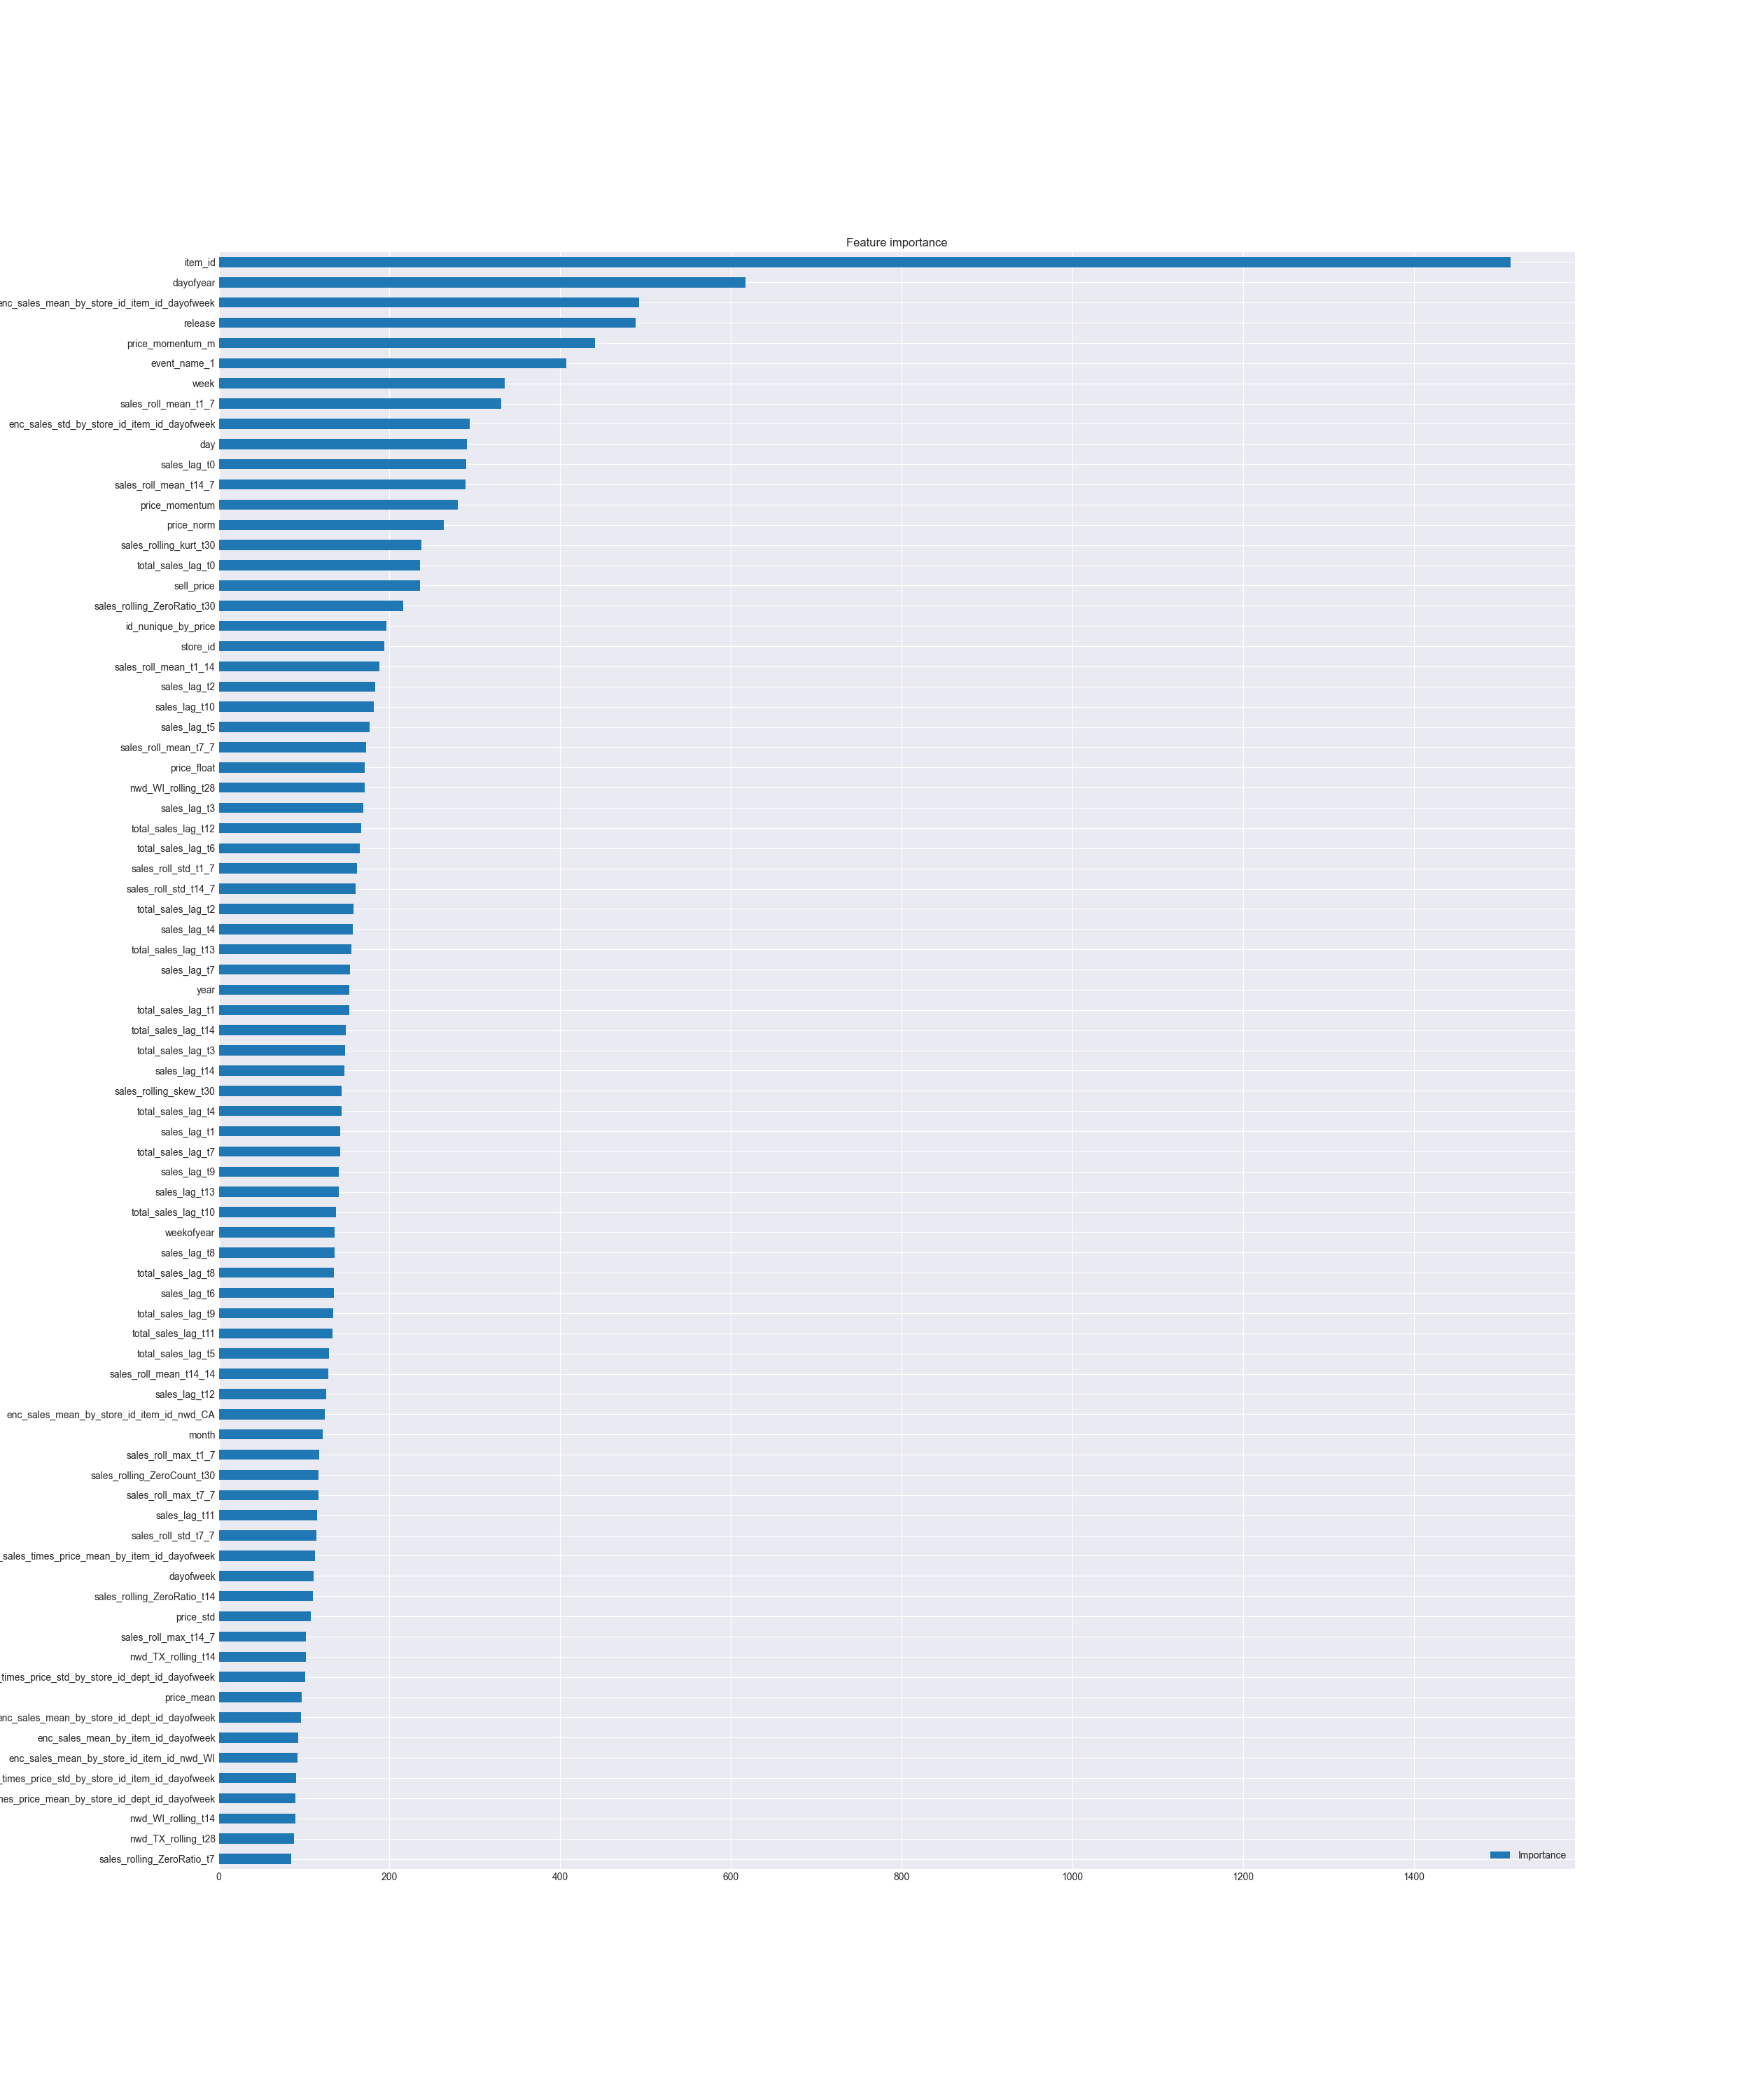 Feature importance
item_id
dayofyear
enc_sales_mean_by_store_id_item_id_dayofweek
release
price_momentum_m
event_name_1
week
sales_roll_mean_t1_7
enc_sales_std_by_store_id_item_id_dayofweek
day
sales_lag_t0
sales_roll_mean_t14_7
price_momentum
price_norm
sales_rolling_kurt_t30
total_sales_lag_t0
sell_price
sales_rolling_ZeroRatio_t30
id_nunique_by_price
store_id
sales_roll_mean_t1_14
sales_lag_t2
sales_lag_t10
sales_lag_t5
sales_roll_mean_t7_7
price_float
nwd_WI_rolling_t28
sales_lag_t3
total_sales_lag_t12
total_sales_lag_t6
sales_roll_std_t1_7
sales_roll_std_t14_7
total_sales_lag_t2
sales_lag_t4
total_sales_lag_t13
sales_lag_t7
year
total_sales_lag_t1
total_sales_lag_t14
total_sales_lag_t3
sales_lag_t14
sales_rolling_skew_t30
total_sales_lag_t4
sales_lag_t1
total_sales_lag_t7
sales_lag_t9
sales_lag_t13
total_sales_lag_t10
weekofyear
sales_lag_t8
total_sales_lag_t8
sales_lag_t6
total_sales_lag_t9
total_sales_lag_t11
total_sales_lag_t5
sales_roll_mean_t14_14
sales_lag_t12
enc_sales_mean_by_store_id_item_id_nwd_CA
month
sales_roll_max_t1_7
sales_rolling_ZeroCount_t30
sales_roll_max_t7_7
sales_lag_t11
sales_roll_std_t7_7
_sales_times_price_mean_by_item_id_dayofweek
dayofweek
sales_rolling_ZeroRatio_t14
price_std
sales_roll_max_t14_7
nwd_TX_rolling_t14
_times_price_std_by_store_id_dept_id_dayofweek
price_mean
enc_sales_mean_by_store_id_dept_id_dayofweek
enc_sales_mean_by_item_id_dayofweek
enc_sales_mean_by_store_id_item_id_nwd_WI
_times_price_std_by_store_id_item_id_dayofweek
mes_price_mean_by_store_id_dept_id_dayofweek
nwd_WI_rolling_t14
nwd_TX_rolling_t28
sales_rolling_ZeroRatio_t7
Importance
0 200 400 600 800 1000 1200 1400